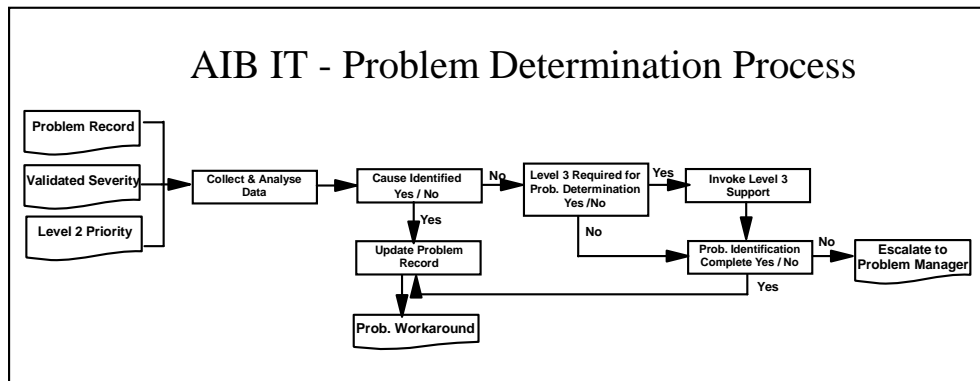 AIB IT - Problem Determination Process
Problem Record
Validated Severity
Level 2 Priority
Collect & Analyse
Data
Cause Identified
Yes / No
No
Level 3 Required for
Prob. Determination
Yes /No
Yes
Invoke Level 3
Support
Yes
No
Update Problem
Record
Prob. Identification
Complete Yes / No
No
Escalate to
Problem Manager
Yes
Prob. Workaround